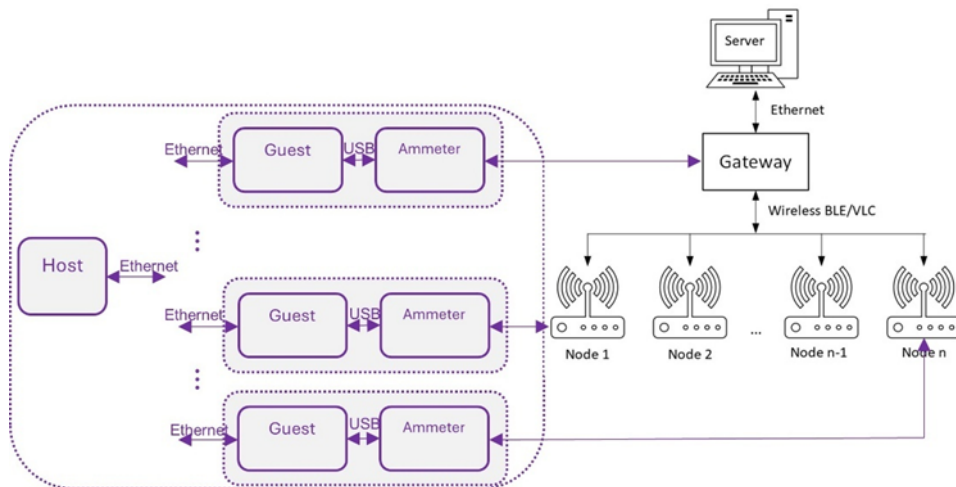 Server
Ethernet
Gateway
Wireless BLE/VLC
Ethernet
Guest
USB
Ammeter
Host
Ethernet
Ethernet
Guest
USB
Ammeter
Node 1
Node 2
...
Node n-1
Node n
Ethernet
Guest
USB
Ammeter